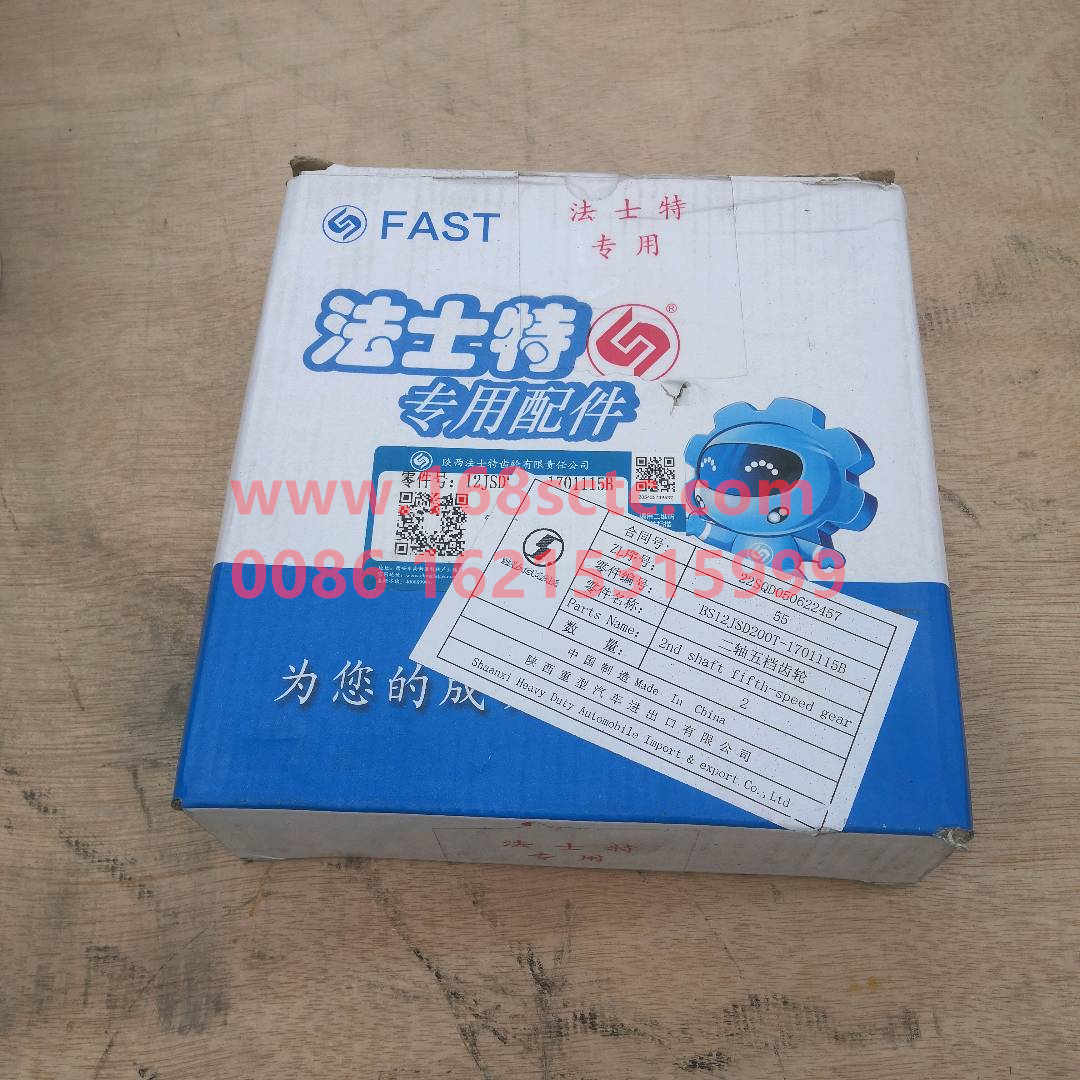 FAST
法士特
专用
法士特
®
专用配件
陕西法士特齿轮有限责任公司
零件号: 12JSD 1701115B
www.168scte.com
0086-16215315999
合同号: 22SQD050622457
ZL序号: 55
零件编号: BS12JSD200T-1701115B
零件名称: 二轴五档齿轮
Parts Name: 2nd shaft fifth-speed gear
数 量: 2
中国制造 Made In China
陕西重型汽车进出口有限公司
Shuanxi Heavy Duty Automobile Import & export Co.,Ltd
为您的成
法士特
专用